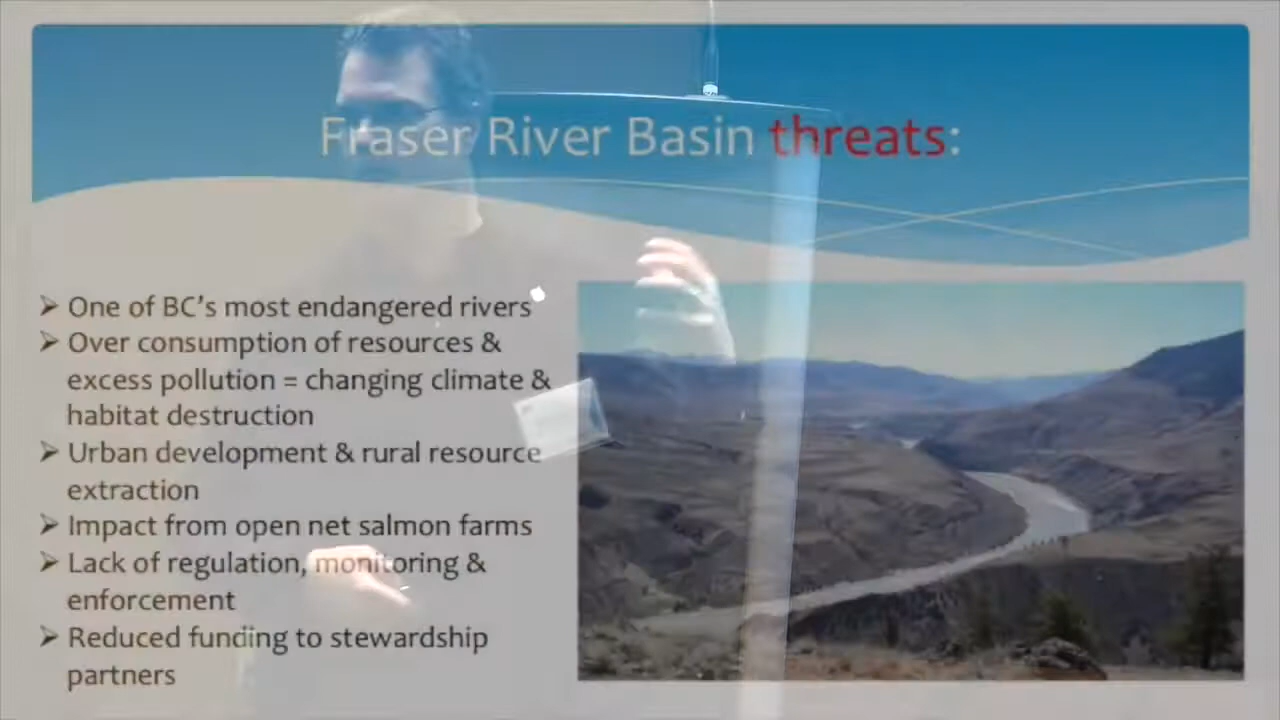 Fraser River Basin threats:
One of BC's most endangered rivers
Over consumption of resources &
excess pollution = changing climate &
habitat destruction
Urban development & rural resource
extraction
Impact from open net salmon farms
Lack of regulation, monitoring &
enforcement
Reduced funding to stewardship
partners